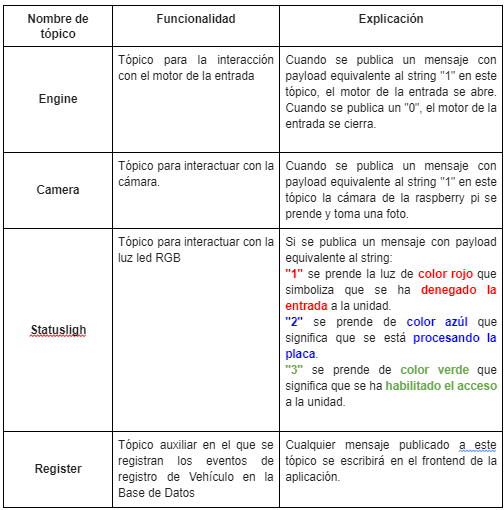 Nombre de
tópico
Funcionalidad
Explicación
Engine
Tópico para la interacción
con el motor de la entrada
Cuando se publica un mensaje con
payload equivalente al string "1" en este
tópico, el motor de la entrada se abre.
Cuando se publica un "0", el motor de la
entrada se cierra.
Camera
Tópico para interactuar con la
cámara.
Cuando se publica un mensaje con
payload equivalente al string "1" en este
tópico la cámara de la raspberry pi se
prende y toma una foto.
Statusligh
Tópico para interactuar con la
luz led RGB
Si se publica un mensaje con payload
equivalente al string:
"1" se prende la luz de color rojo que
simboliza que se ha denegado la
entrada a la unidad.
"2" se prende de color azúl que
significa que se está procesando la
placa.
"3" se prende de color verde que
significa que se ha habilitado el acceso
a la unidad.
Register
Tópico auxiliar en el que se
registran los eventos de
registro de Vehículo en la
Base de Datos
Cualquier mensaje publicado a este
tópico se escribirá en el frontend de la
aplicación.